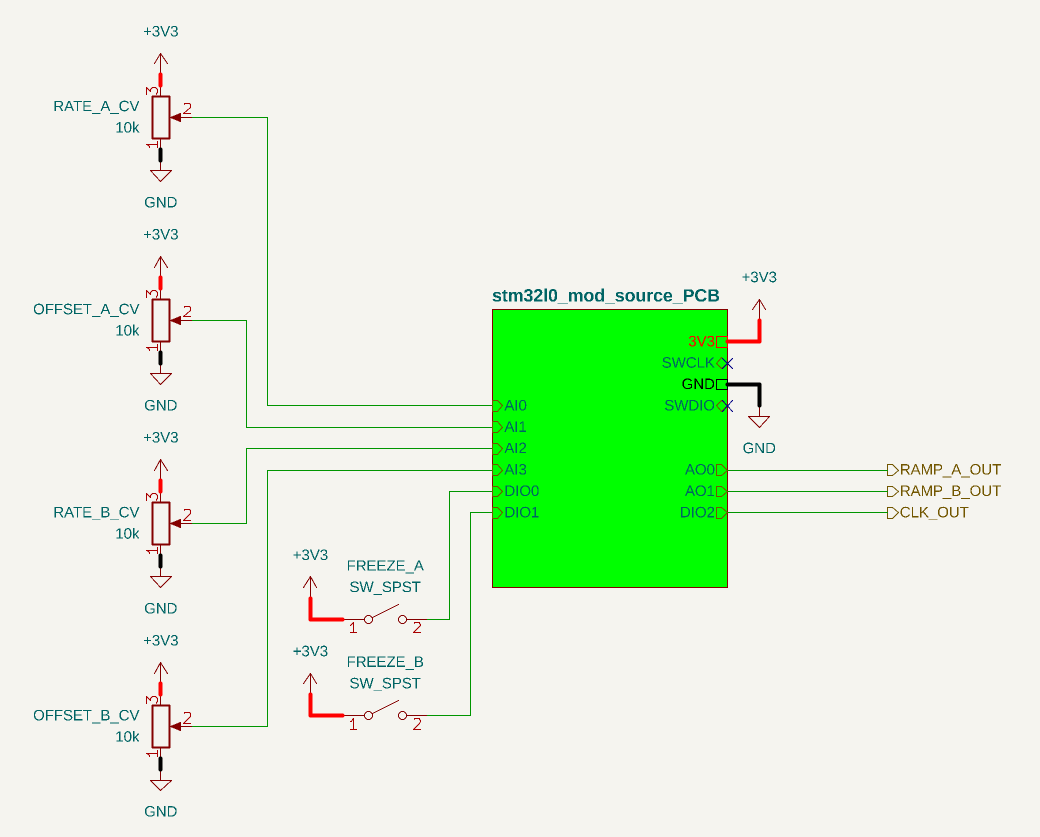 +3V3
3
RATE_A_CV
2
10k
1
GND
+3V3
3
OFFSET_A_CV
2
10k
1
GND
+3V3
3
RATE_B_CV
2
10k
1
GND
+3V3
3
OFFSET_B_CV
2
10k
1
GND
+3V3
FREEZE_A
SW_SPST
1
2
+3V3
FREEZE_B
SW_SPST
1
2
stm32l0_mod_source_PCB
AI0
AI1
AI2
AI3
DIO0
DIO1
3V3
SWCLK
GND
SWDIO
AO0
AO1
DIO2
+3V3
GND
RAMP_A_OUT
RAMP_B_OUT
CLK_OUT